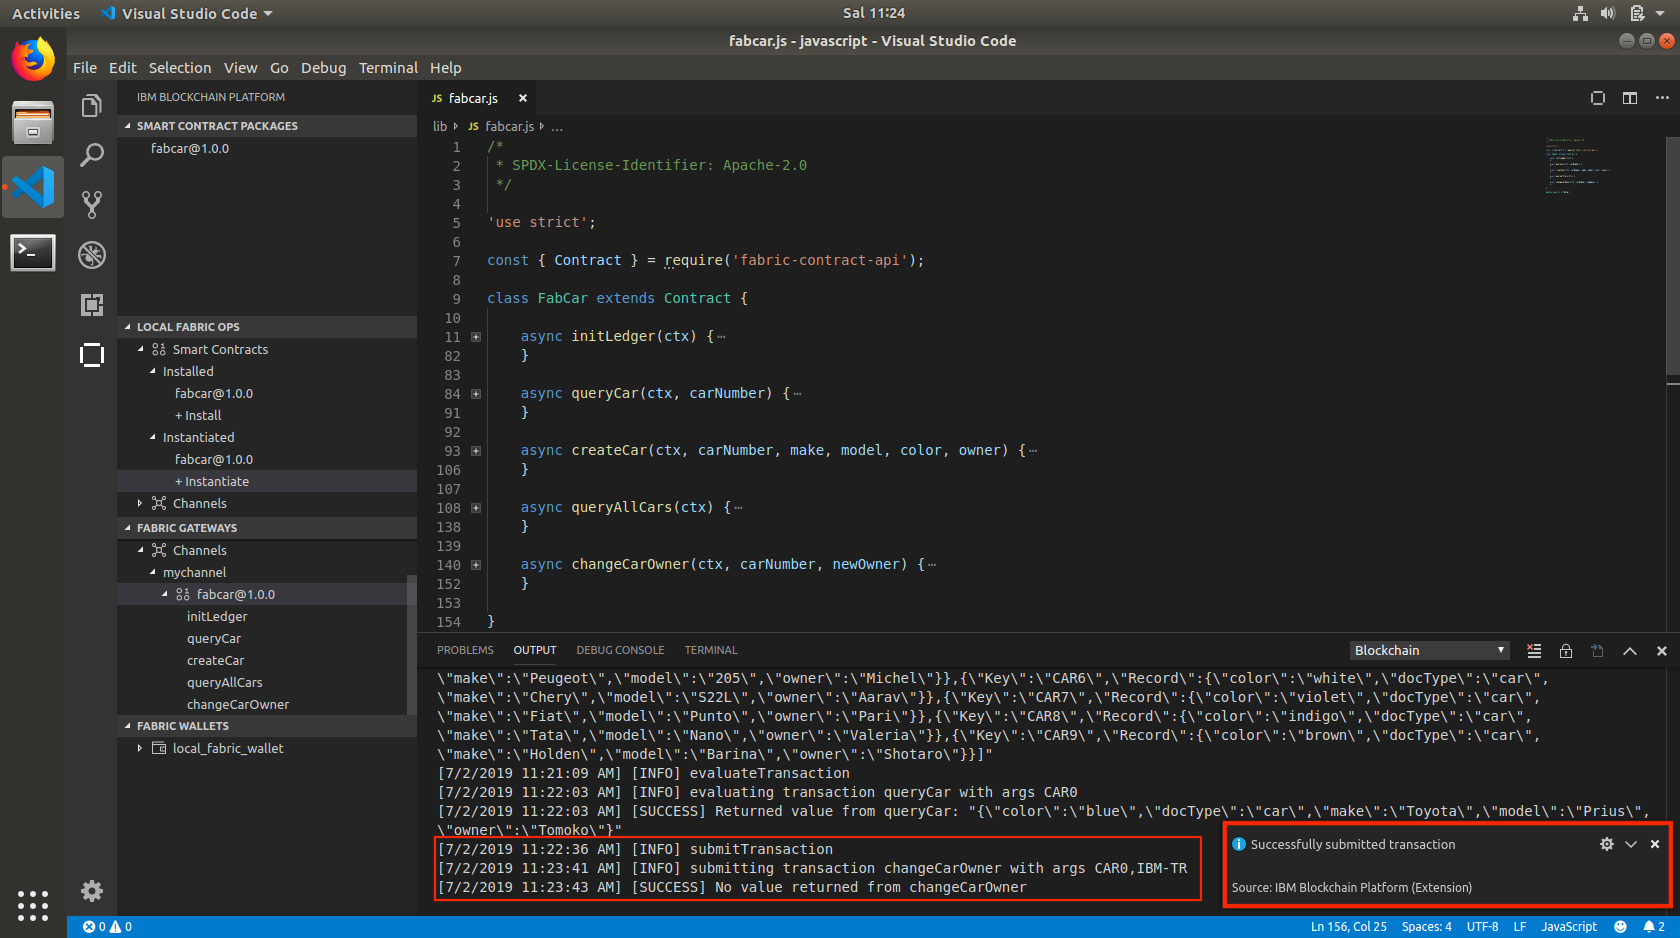 Activities
Visual Studio Code
Sal 11:24
fabcar.js - javascript - Visual Studio Code
File Edit Selection View Go Debug Terminal Help
IBM BLOCKCHAIN PLATFORM
SMART CONTRACT PACKAGES
fabcar@1.0.0
LOCAL FABRIC OPS
Smart Contracts
Installed
fabcar@1.0.0
+ Install
Instantiated
fabcar@1.0.0
+ Instantiate
Channels
FABRIC GATEWAYS
Channels
mychannel
fabcar@1.0.0
initLedger
queryCar
createCar
queryAllCars
changeCarOwner
FABRIC WALLETS
local_fabric_wallet
JS fabcar.js
lib JS fabcar.js ...
1 /*
2 * SPDX-License-Identifier: Apache-2.0
3 */
4
5 'use strict';
6
7 const { Contract } = require('fabric-contract-api');
8
9 class FabCar extends Contract {
10
11 async initLedger(ctx) {…
82 }
83
84 async queryCar(ctx, carNumber) {…
91 }
92
93 async createCar(ctx, carNumber, make, model, color, owner) {…
106 }
107
108 async queryAllCars(ctx) {…
138 }
139
140 async changeCarOwner(ctx, carNumber, newOwner) {…
152 }
153
154 }
PROBLEMS OUTPUT DEBUG CONSOLE TERMINAL
Blockchain
\"make\":\"Peugeot\",\"model\":\"205\",\"owner\":\"Michel\"}},{\"Key\":\"CAR6\",\"Record\":{\"color\":\"white\",\"docType\":\"car\",
\"make\":\"Chery\",\"model\":\"S22L\",\"owner\":\"Aarav\"}},{\"Key\":\"CAR7\",\"Record\":{\"color\":\"violet\",\"docType\":\"car\",
\"make\":\"Fiat\",\"model\":\"Punto\",\"owner\":\"Pari\"}},{\"Key\":\"CAR8\",\"Record\":{\"color\":\"indigo\",\"docType\":\"car\",
\"make\":\"Tata\",\"model\":\"Nano\",\"owner\":\"Valeria\"}},{\"Key\":\"CAR9\",\"Record\":{\"color\":\"brown\",\"docType\":\"car\",
\"make\":\"Holden\",\"model\":\"Barina\",\"owner\":\"Shotaro\"}}]"
[7/2/2019 11:21:09 AM] [INFO] evaluateTransaction
[7/2/2019 11:22:03 AM] [INFO] evaluating transaction queryCar with args CAR0
[7/2/2019 11:22:03 AM] [SUCCESS] Returned value from queryCar: "{\"color\":\"blue\",\"docType\":\"car\",\"make\":\"Toyota\",\"model\":\"Prius\",
\"owner\":\"Tomoko\"}"
[7/2/2019 11:22:36 AM] [INFO] submitTransaction
[7/2/2019 11:23:41 AM] [INFO] submitting transaction changeCarOwner with args CAR0,IBM-TR
[7/2/2019 11:23:43 AM] [SUCCESS] No value returned from changeCarOwner
Successfully submitted transaction
Source: IBM Blockchain Platform (Extension)
0 0
Ln 156, Col 25 Spaces: 4 UTF-8 LF JavaScript 2